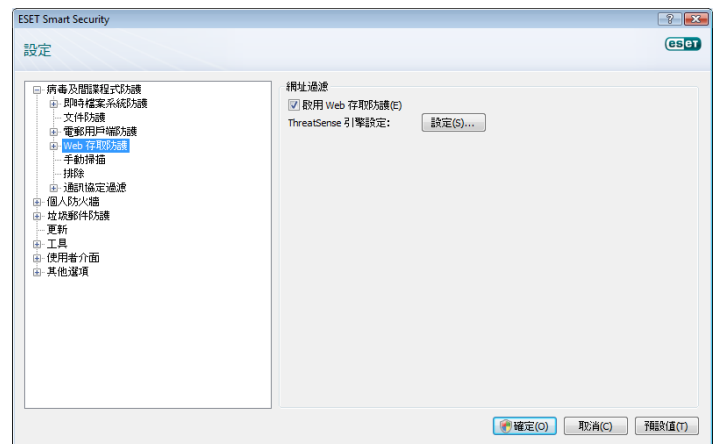 ESET Smart Security
設定
eseT
病毒及間諜程式防護
即時檔案系統防護
文件防護
電郵用戶端防護
Web 存取防護
手動掃描
排除
通訊協定過濾
個人防火牆
垃圾郵件防護
更新
工具
使用者介面
其他選項
網址過濾
啟用 Web 存取防護(E)
ThreatSense 引擎設定:
設定(S)...
確定(O)
取消(C)
預設值(T)